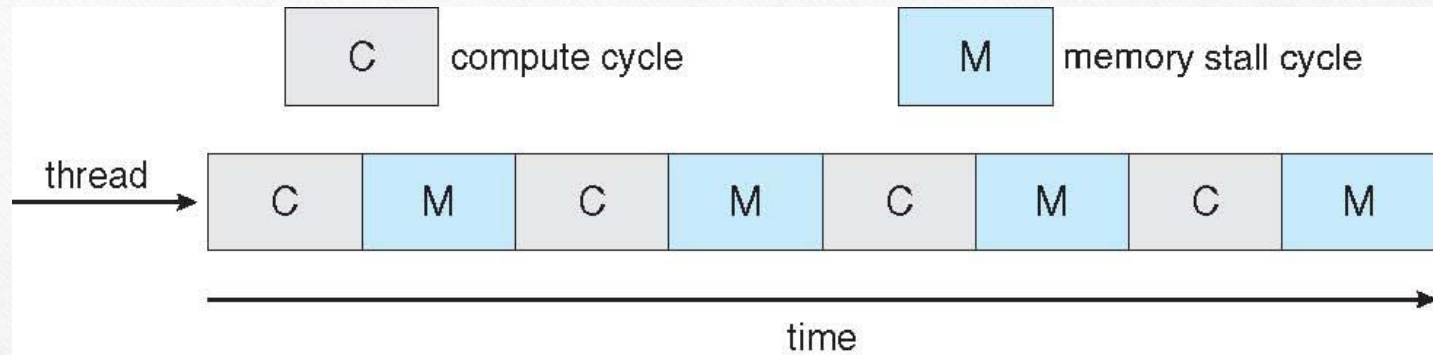 C compute cycle M memory stall cycle
thread
C M C M C M C M
time